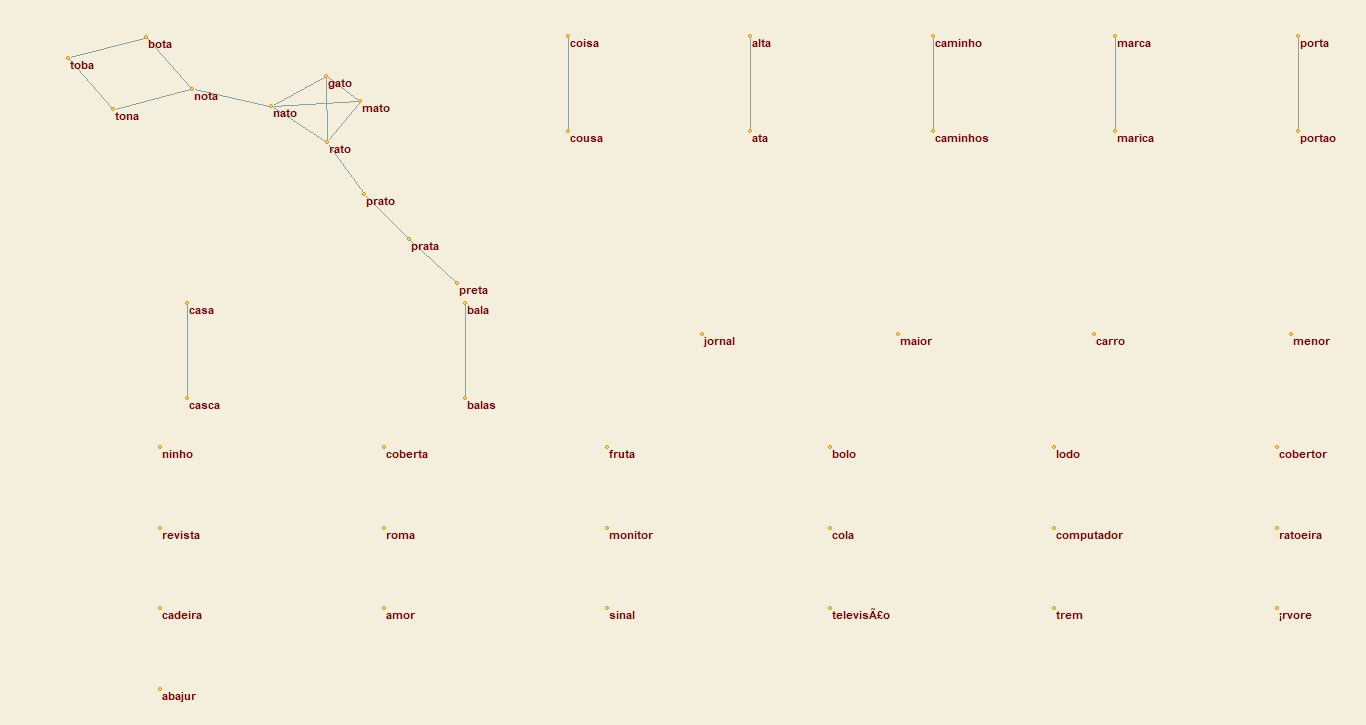 bota
toba
nota
tona
gato
mato
nato
rato
prato
prata
preta
coisa
alta
caminho
marca
porta
cousa
ata
caminhos
marica
portao
casa
bala
jornal
maior
carro
menor
casca
balas
ninho
coberta
fruta
bolo
lodo
cobertor
revista
roma
monitor
cola
computador
ratoeira
cadeira
amor
sinal
televisÃ£o
trem
¡rvore
abajur